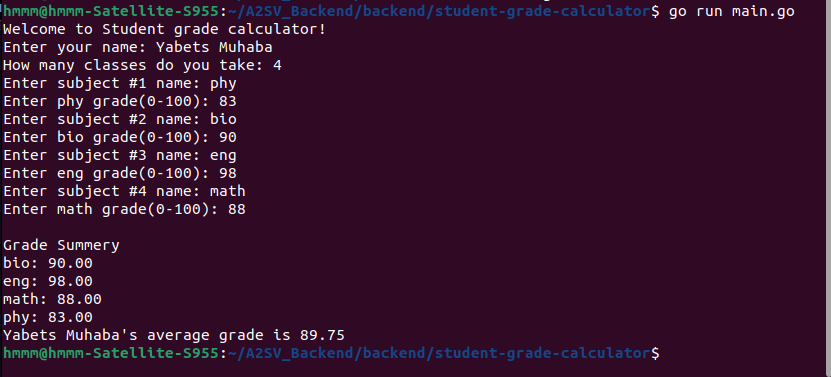 hmmm@hmmm-Satellite-S955:~/A2SV_Backend/backend/student-grade-calculator$ go run main.go
Welcome to Student grade calculator!
Enter your name: Yabets Muhaba
How many classes do you take: 4
Enter subject #1 name: phy
Enter phy grade(0-100): 83
Enter subject #2 name: bio
Enter bio grade(0-100): 90
Enter subject #3 name: eng
Enter eng grade(0-100): 98
Enter subject #4 name: math
Enter math grade(0-100): 88
Grade Summery
bio: 90.00
eng: 98.00
math: 88.00
phy: 83.00
Yabets Muhaba's average grade is 89.75
hmmm@hmmm-Satellite-S955:~/A2SV_Backend/backend/student-grade-calculator$